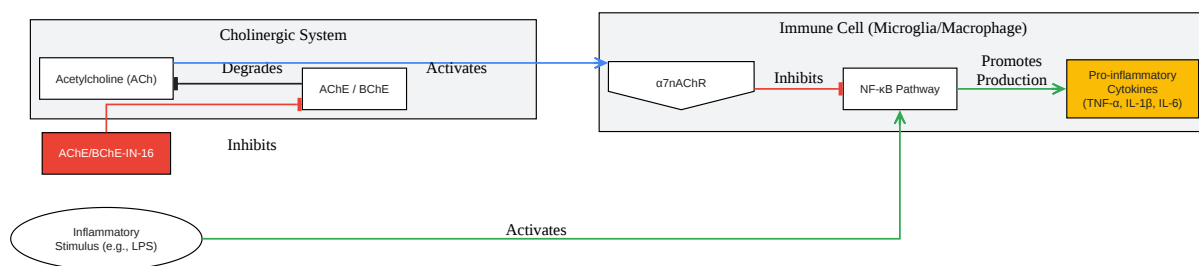 Cholinergic System
Acetylcholine (ACh)
Degrades
AChE / BChE
Activates
AChE/BChE-IN-16
Inhibits
Immune Cell (Microglia/Macrophage)
α7nAChR
Inhibits
NF-κB Pathway
Promotes
Production
Pro-inflammatory
Cytokines
(TNF-α, IL-1β, IL-6)
Inflammatory
Stimulus (e.g., LPS)
Activates